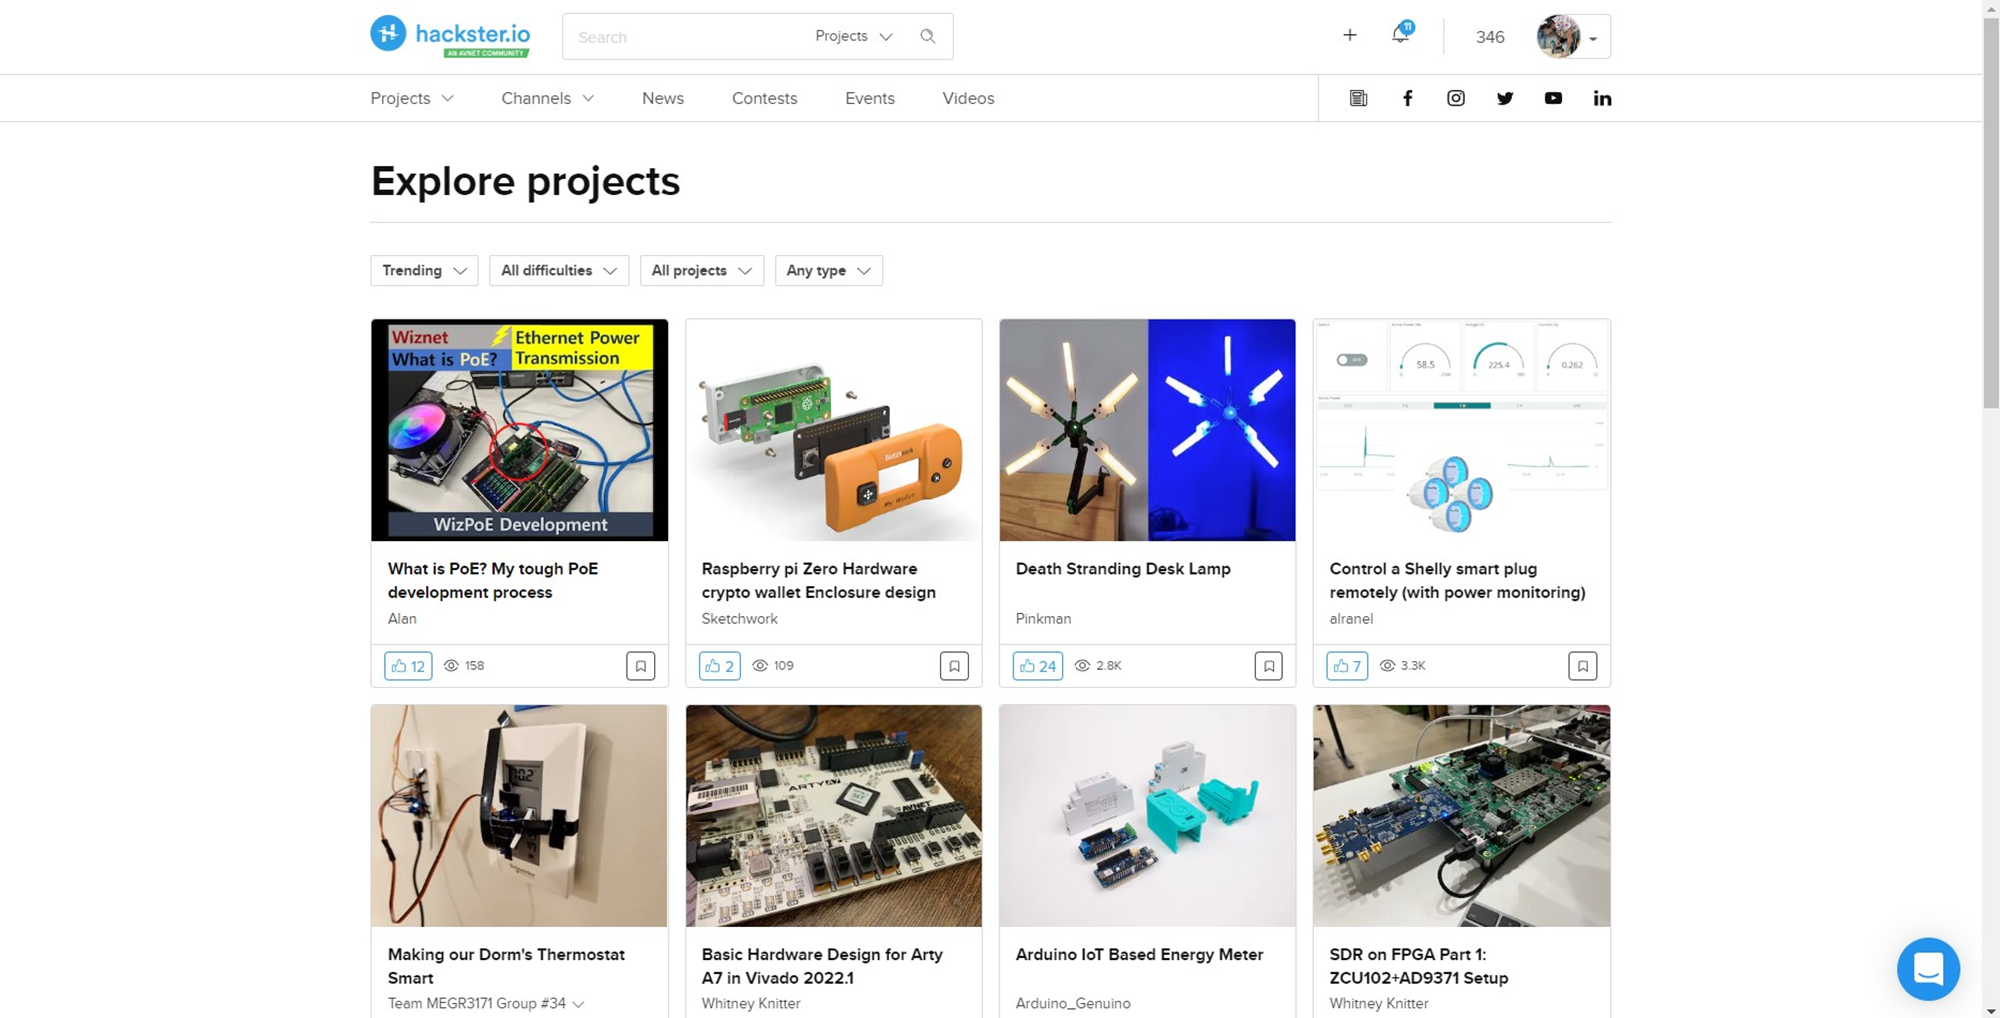 hackster.io
AN AVNET COMMUNITY
Search
Projects
11
346
Projects
Channels
News
Contests
Events
Videos
Explore projects
Trending
All difficulties
All projects
Any type
Wiznet
What is PoE?
Ethernet Power
Transmission
WizPoE Development
Sketchwork
My Wallet
58.5
225.4
0.262
What is PoE? My tough PoE
development process
Alan
12
158
Raspberry pi Zero Hardware
crypto wallet Enclosure design
Sketchwork
2
109
Death Stranding Desk Lamp
Pinkman
24
2.8K
Control a Shelly smart plug
remotely (with power monitoring)
alranel
7
3.3K
ARTY A7
AVNET
Making our Dorm's Thermostat
Smart
Team MEGR3171 Group #34
Basic Hardware Design for Arty
A7 in Vivado 2022.1
Whitney Knitter
Arduino IoT Based Energy Meter
Arduino_Genuino
SDR on FPGA Part 1:
ZCU102+AD9371 Setup
Whitney Knitter